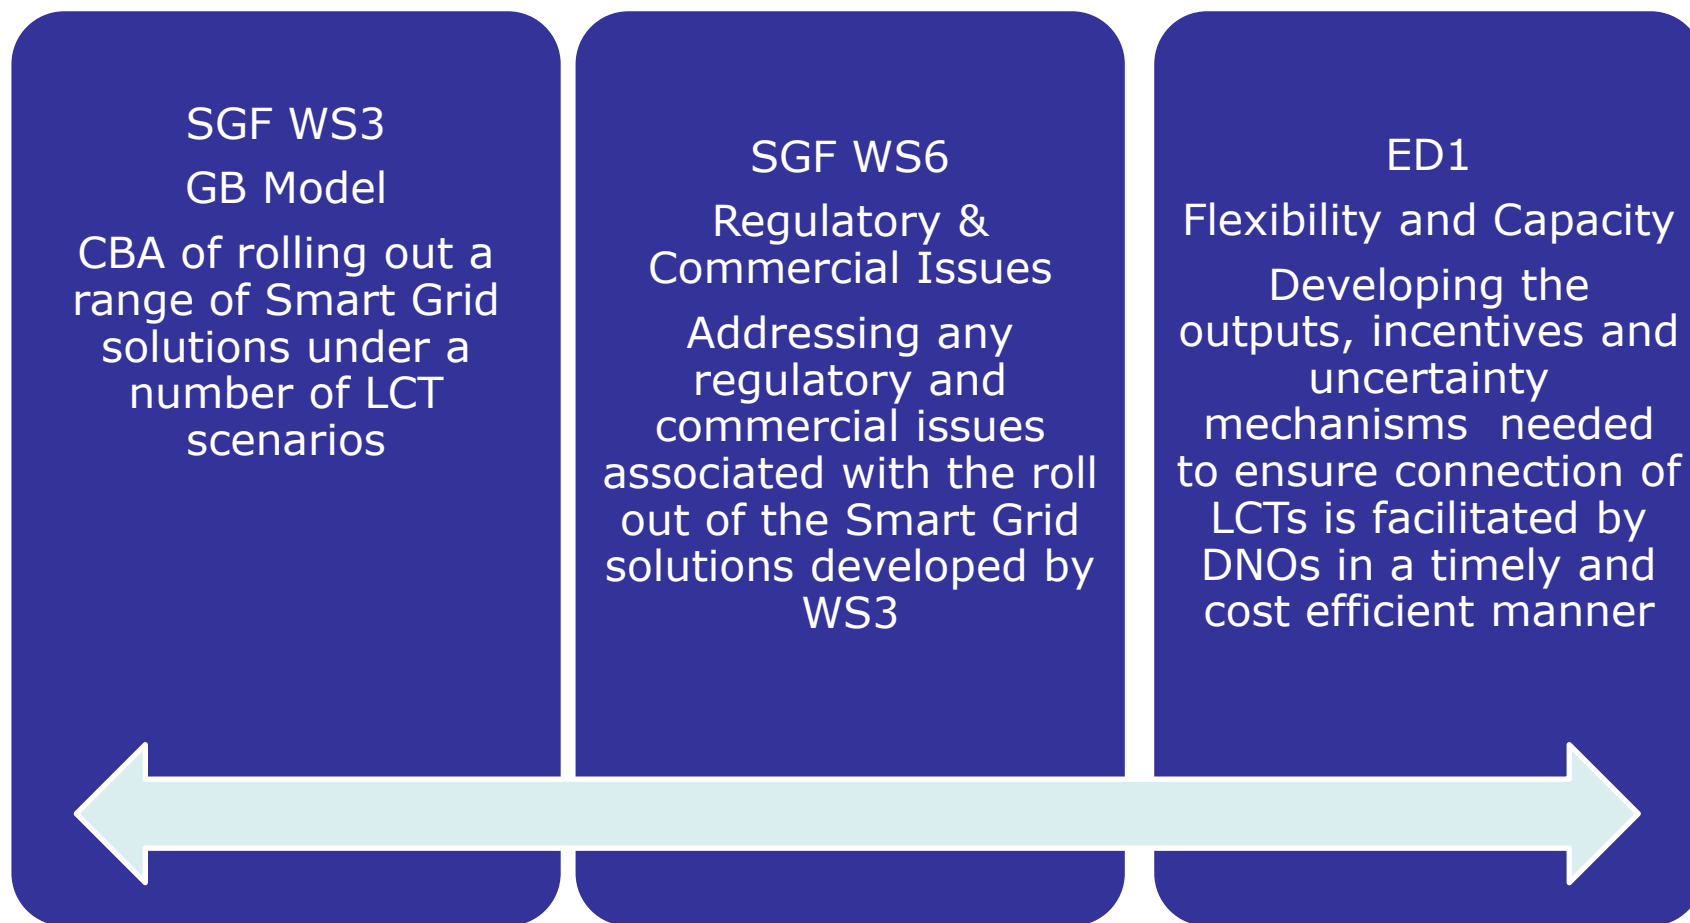 SGF WS3
GB Model
CBA of rolling out a
range of Smart Grid
solutions under a
number of LCT
scenarios
SGF WS6
Regulatory &
Commercial Issues
Addressing any
regulatory and
commercial issues
associated with the roll
out of the Smart Grid
solutions developed by
WS3
ED1
Flexibility and Capacity
Developing the
outputs, incentives and
uncertainty
mechanisms  needed
to ensure connection of
LCTs is facilitated by
DNOs in a timely and
cost efficient manner